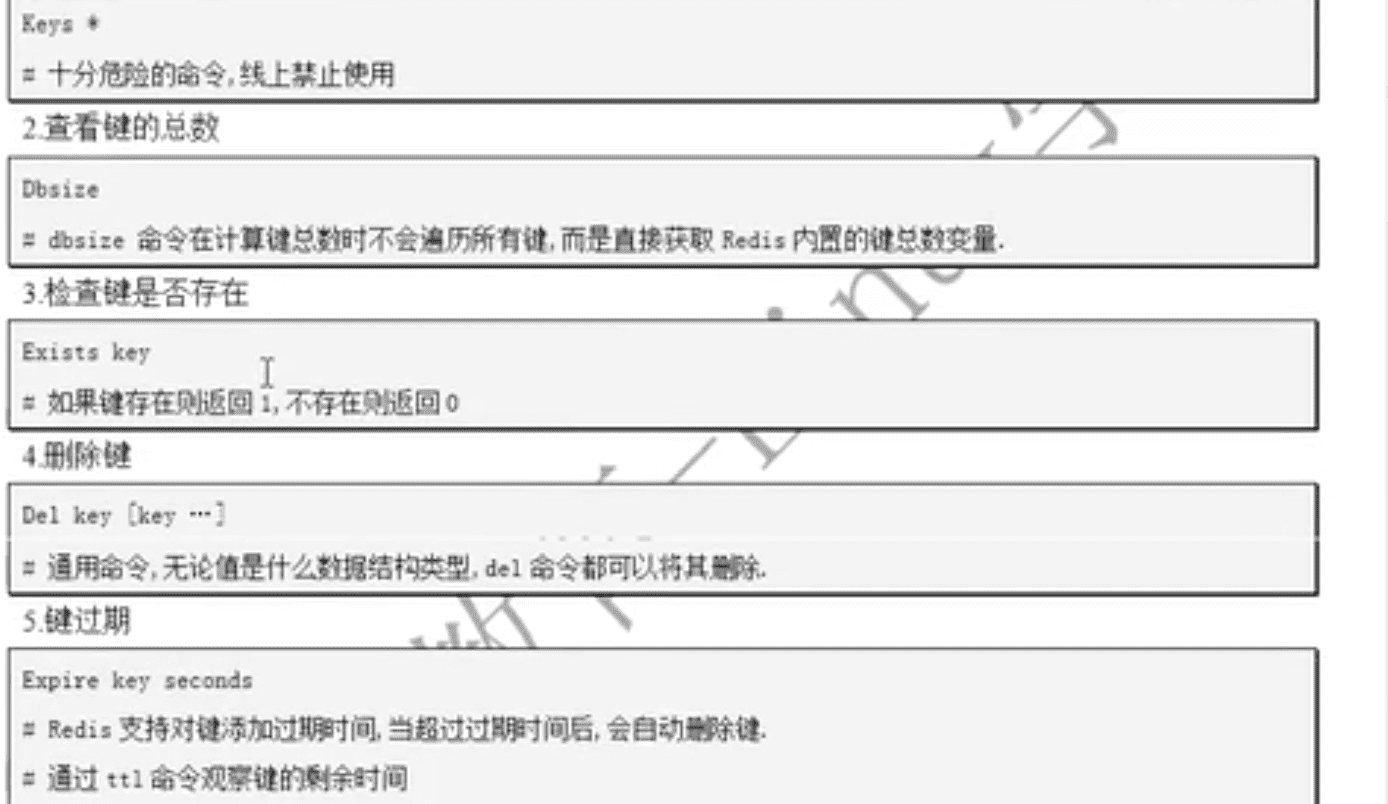 Keys *
# 十分危险的命令,线上禁止使用
2.查看键的总数
Dbsize
# dbsize 命令在计算键总数时不会遍历所有键,而是直接获取 Redis 内置的键总数变量.
3.检查键是否存在
Exists key
# 如果键存在则返回 1,不存在则返回 0
4.删除键
Del key [key …]
# 通用命令,无论值是什么数据结构类型,del 命令都可以将其删除.
5.键过期
Expire key seconds
# Redis 支持对键添加过期时间,当超过过期时间后,会自动删除键.
# 通过 ttl 命令观察键的剩余时间